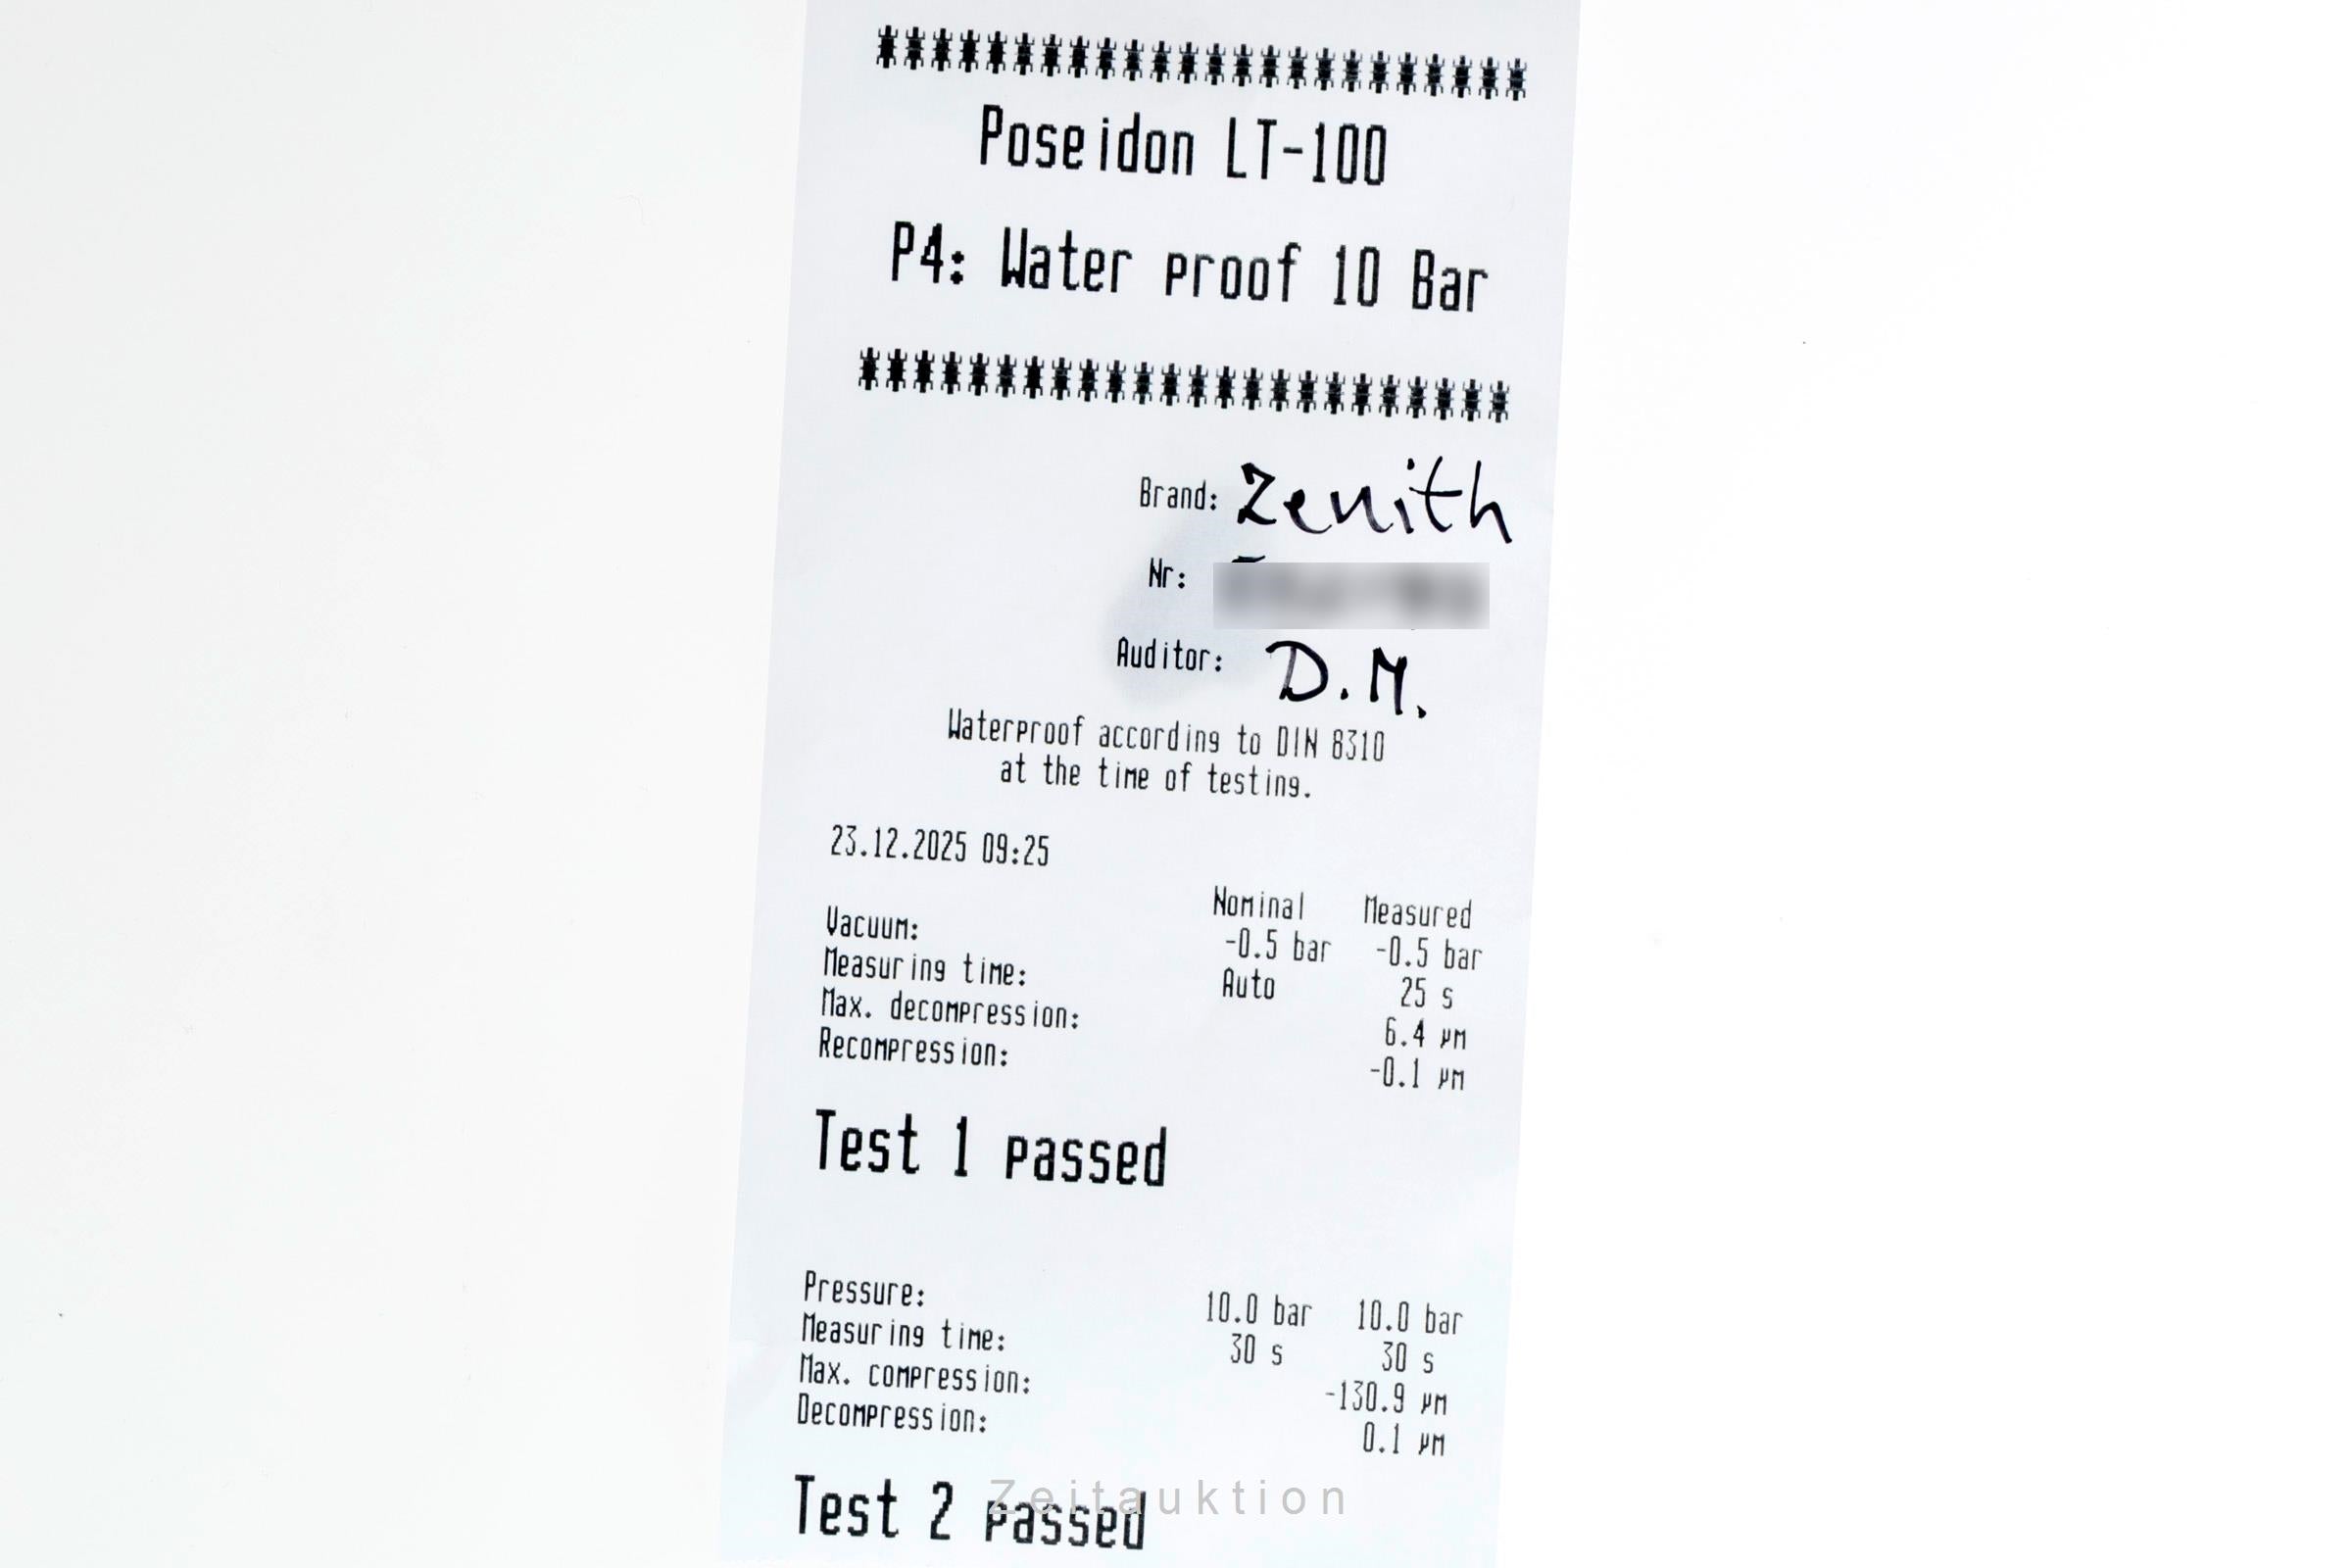 ************************
Poseidon LT-100
P4: Water proof 10 Bar
************************
Brand: Zenith
Nr:
Auditor: D.M.
Waterproof according to DIN 8310
at the time of testing.
23.12.2025 09:25
Nominal Measured
Vacuum: -0.5 bar -0.5 bar
Measuring time: Auto 25 s
Max. decompression: 6.4 µm
Recompression: -0.1 µm
Test 1 passed
Pressure: 10.0 bar 10.0 bar
Measuring time: 30 s 30 s
Max. compression: -130.9 µm
Decompression: 0.1 µm
Test 2 passed
Zeitauktion